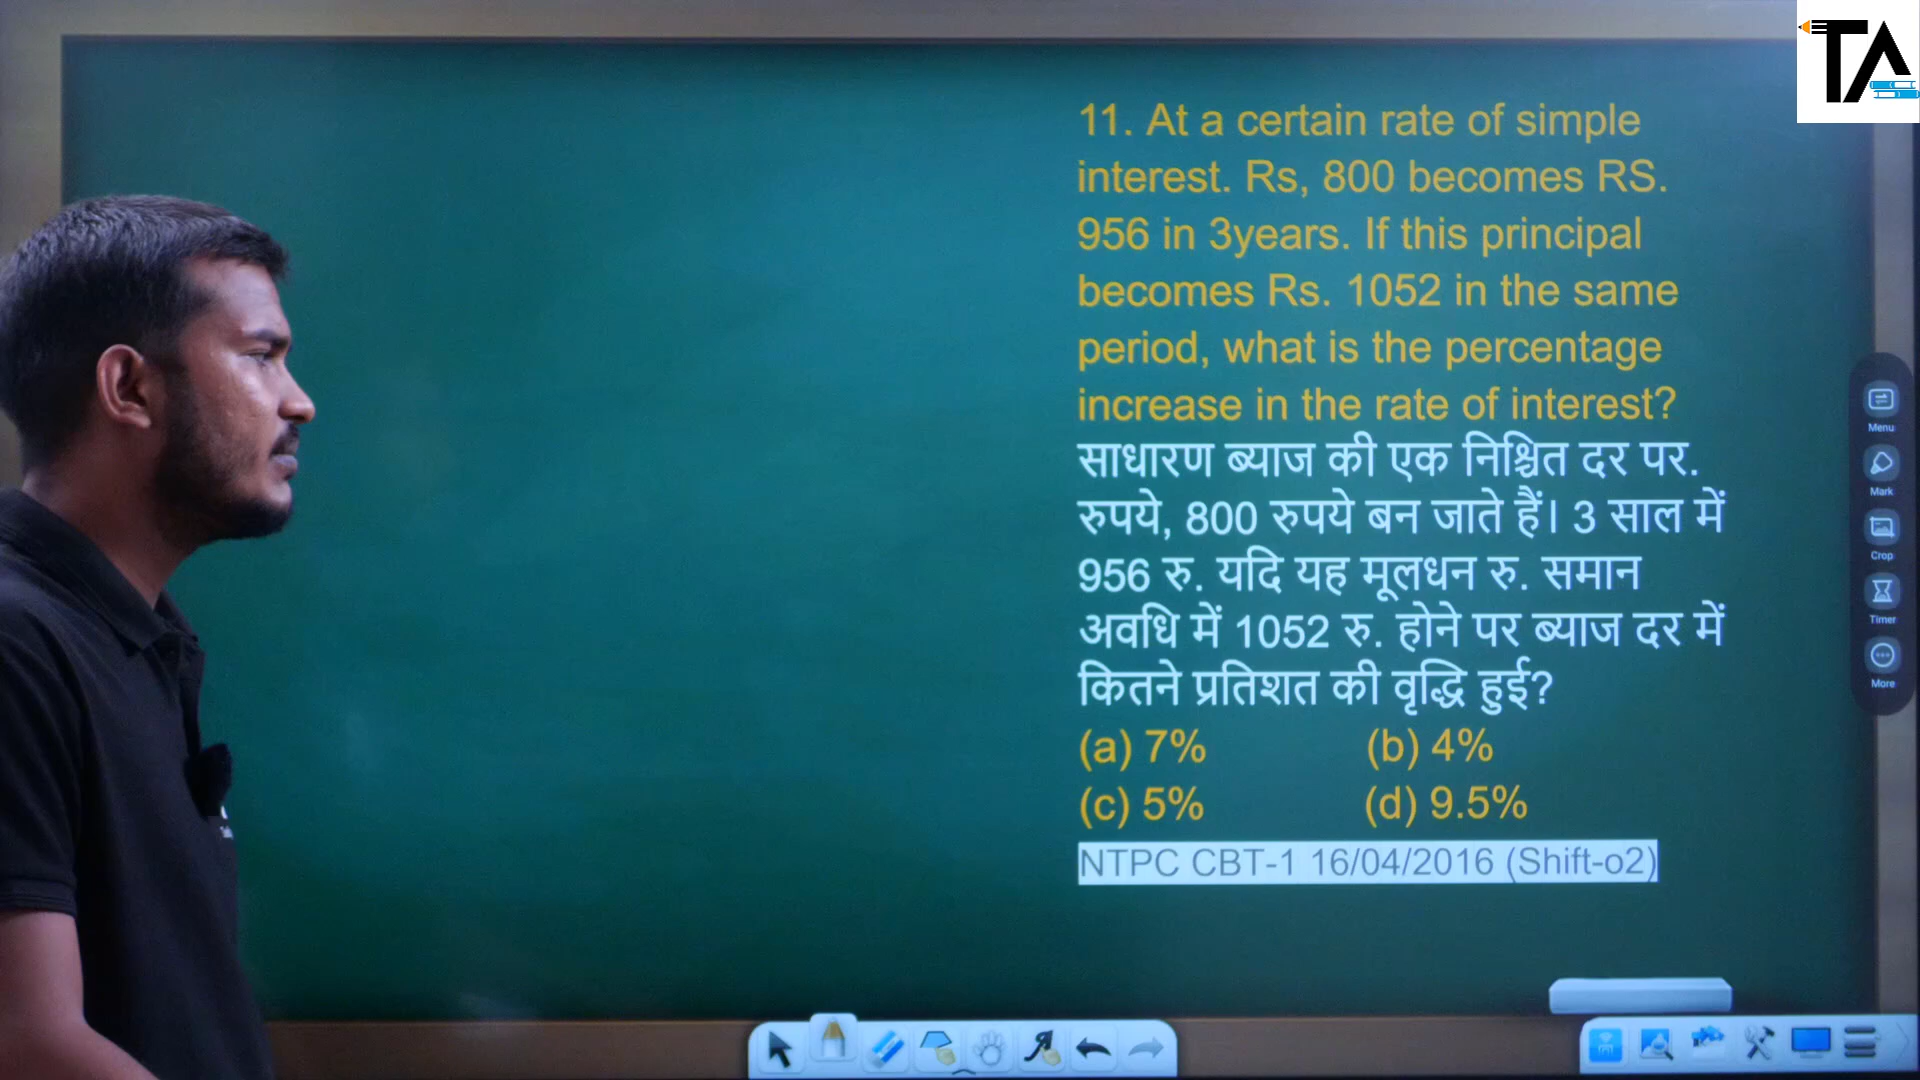 TA
11. At a certain rate of simple
interest. Rs, 800 becomes RS.
956 in 3years. If this principal
becomes Rs. 1052 in the same
period, what is the percentage
increase in the rate of interest?
साधारण ब्याज की एक निश्चित दर पर.
रुपये, 800 रुपये बन जाते हैं। 3 साल में
956 रु. यदि यह मूलधन रु. समान
अवधि में 1052 रु. होने पर ब्याज दर में
कितने प्रतिशत की वृद्धि हुई?
(a) 7% (b) 4%
(c) 5% (d) 9.5%
NTPC CBT-1 16/04/2016 (Shift-o2)
Menu
Mark
Crop
Timer
More